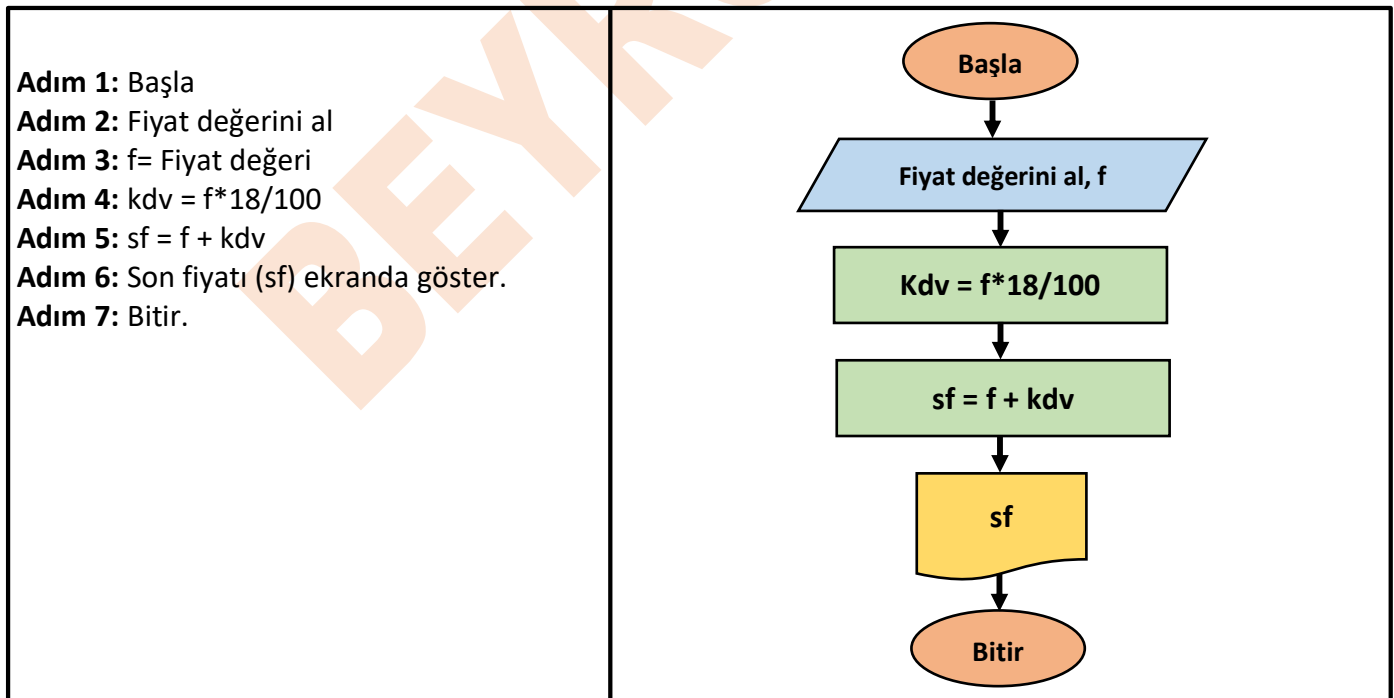 Adım 1: Başla
Adım 2: Fiyat değerini al
Adım 3: f= Fiyat değeri
Adım 4: kdv = f*18/100
Adım 5: sf = f + kdv
Adım 6: Son fiyatı (sf) ekranda göster.
Adım 7: Bitir.
Başla
Fiyat değerini al, f
Kdv = f*18/100
sf = f + kdv
sf
Bitir